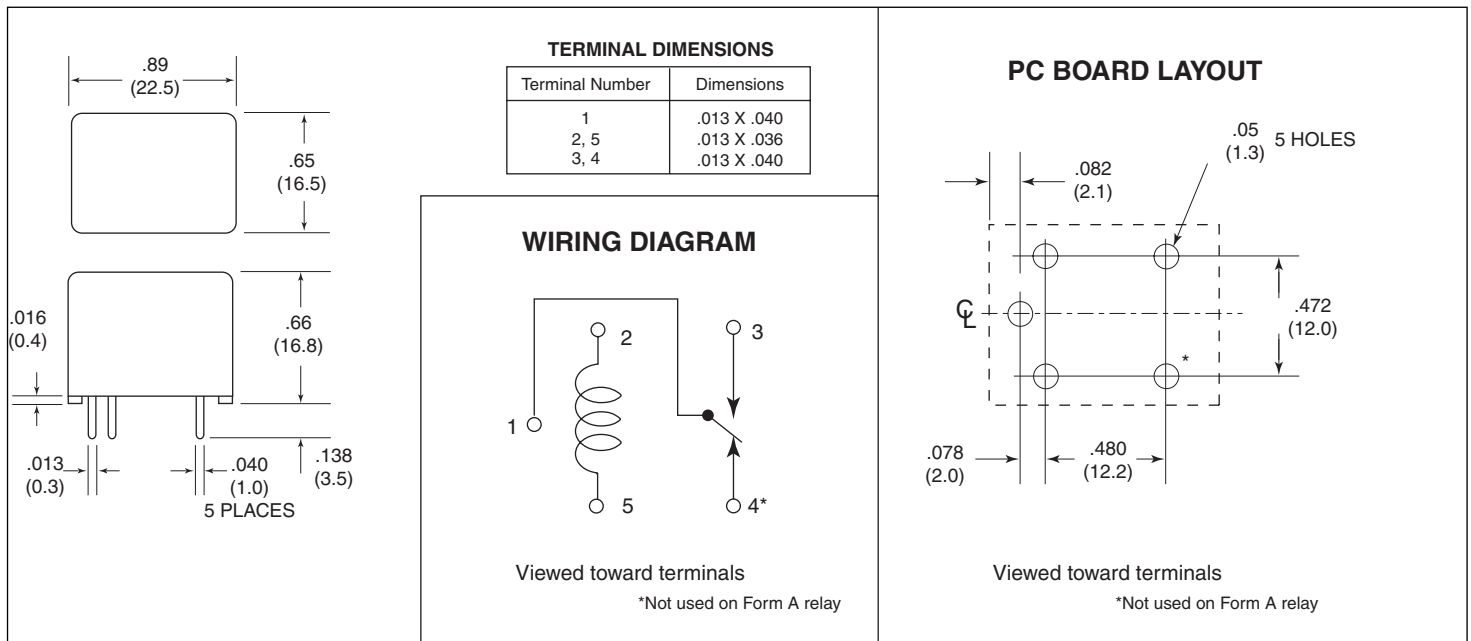 .89
(22.5)
.65
(16.5)
.66
(16.8)
.016
(0.4)
.013
(0.3)
.040
(1.0)
5 PLACES
.138
(3.5)
TERMINAL DIMENSIONS
Terminal Number Dimensions
1 .013 X .040
2, 5 .013 X .036
3, 4 .013 X .040
WIRING DIAGRAM
2
3
1
5
4*
Viewed toward terminals
*Not used on Form A relay
PC BOARD LAYOUT
.05
(1.3) 5 HOLES
.082
(2.1)
℄
.472
(12.0)
*
.078
(2.0)
.480
(12.2)
Viewed toward terminals
*Not used on Form A relay